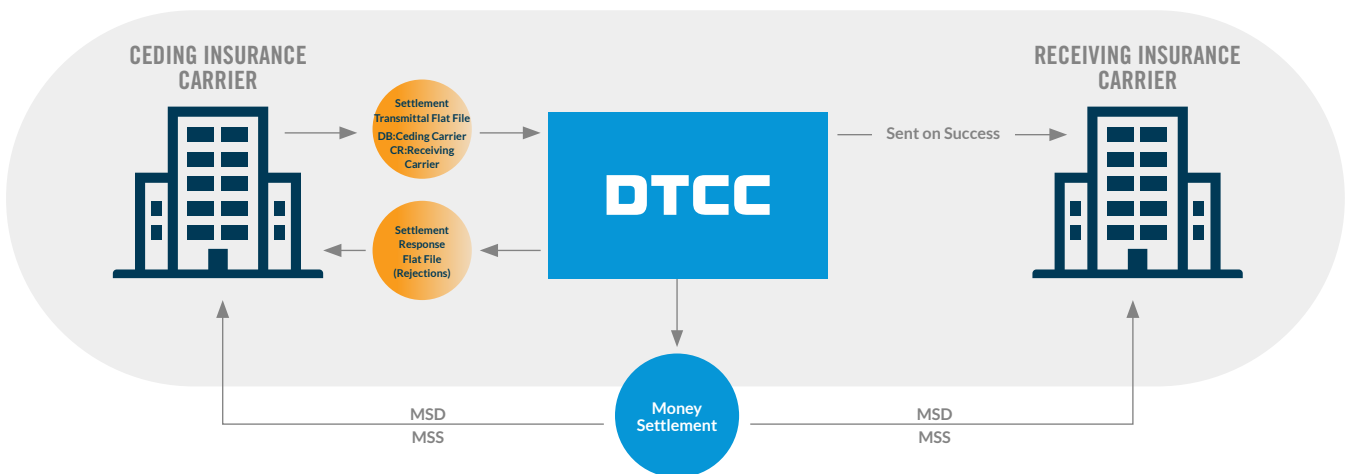 CEDING INSURANCE
CARRIER
Settlement
Transmittal Flat File
DB:Ceding Carrier
CR:Receiving
Carrier
Settlement
Response
Flat File
(Rejections)
DTCC
Sent on Success
RECEIVING INSURANCE
CARRIER
MSD
MSS
Money
Settlement
MSD
MSS